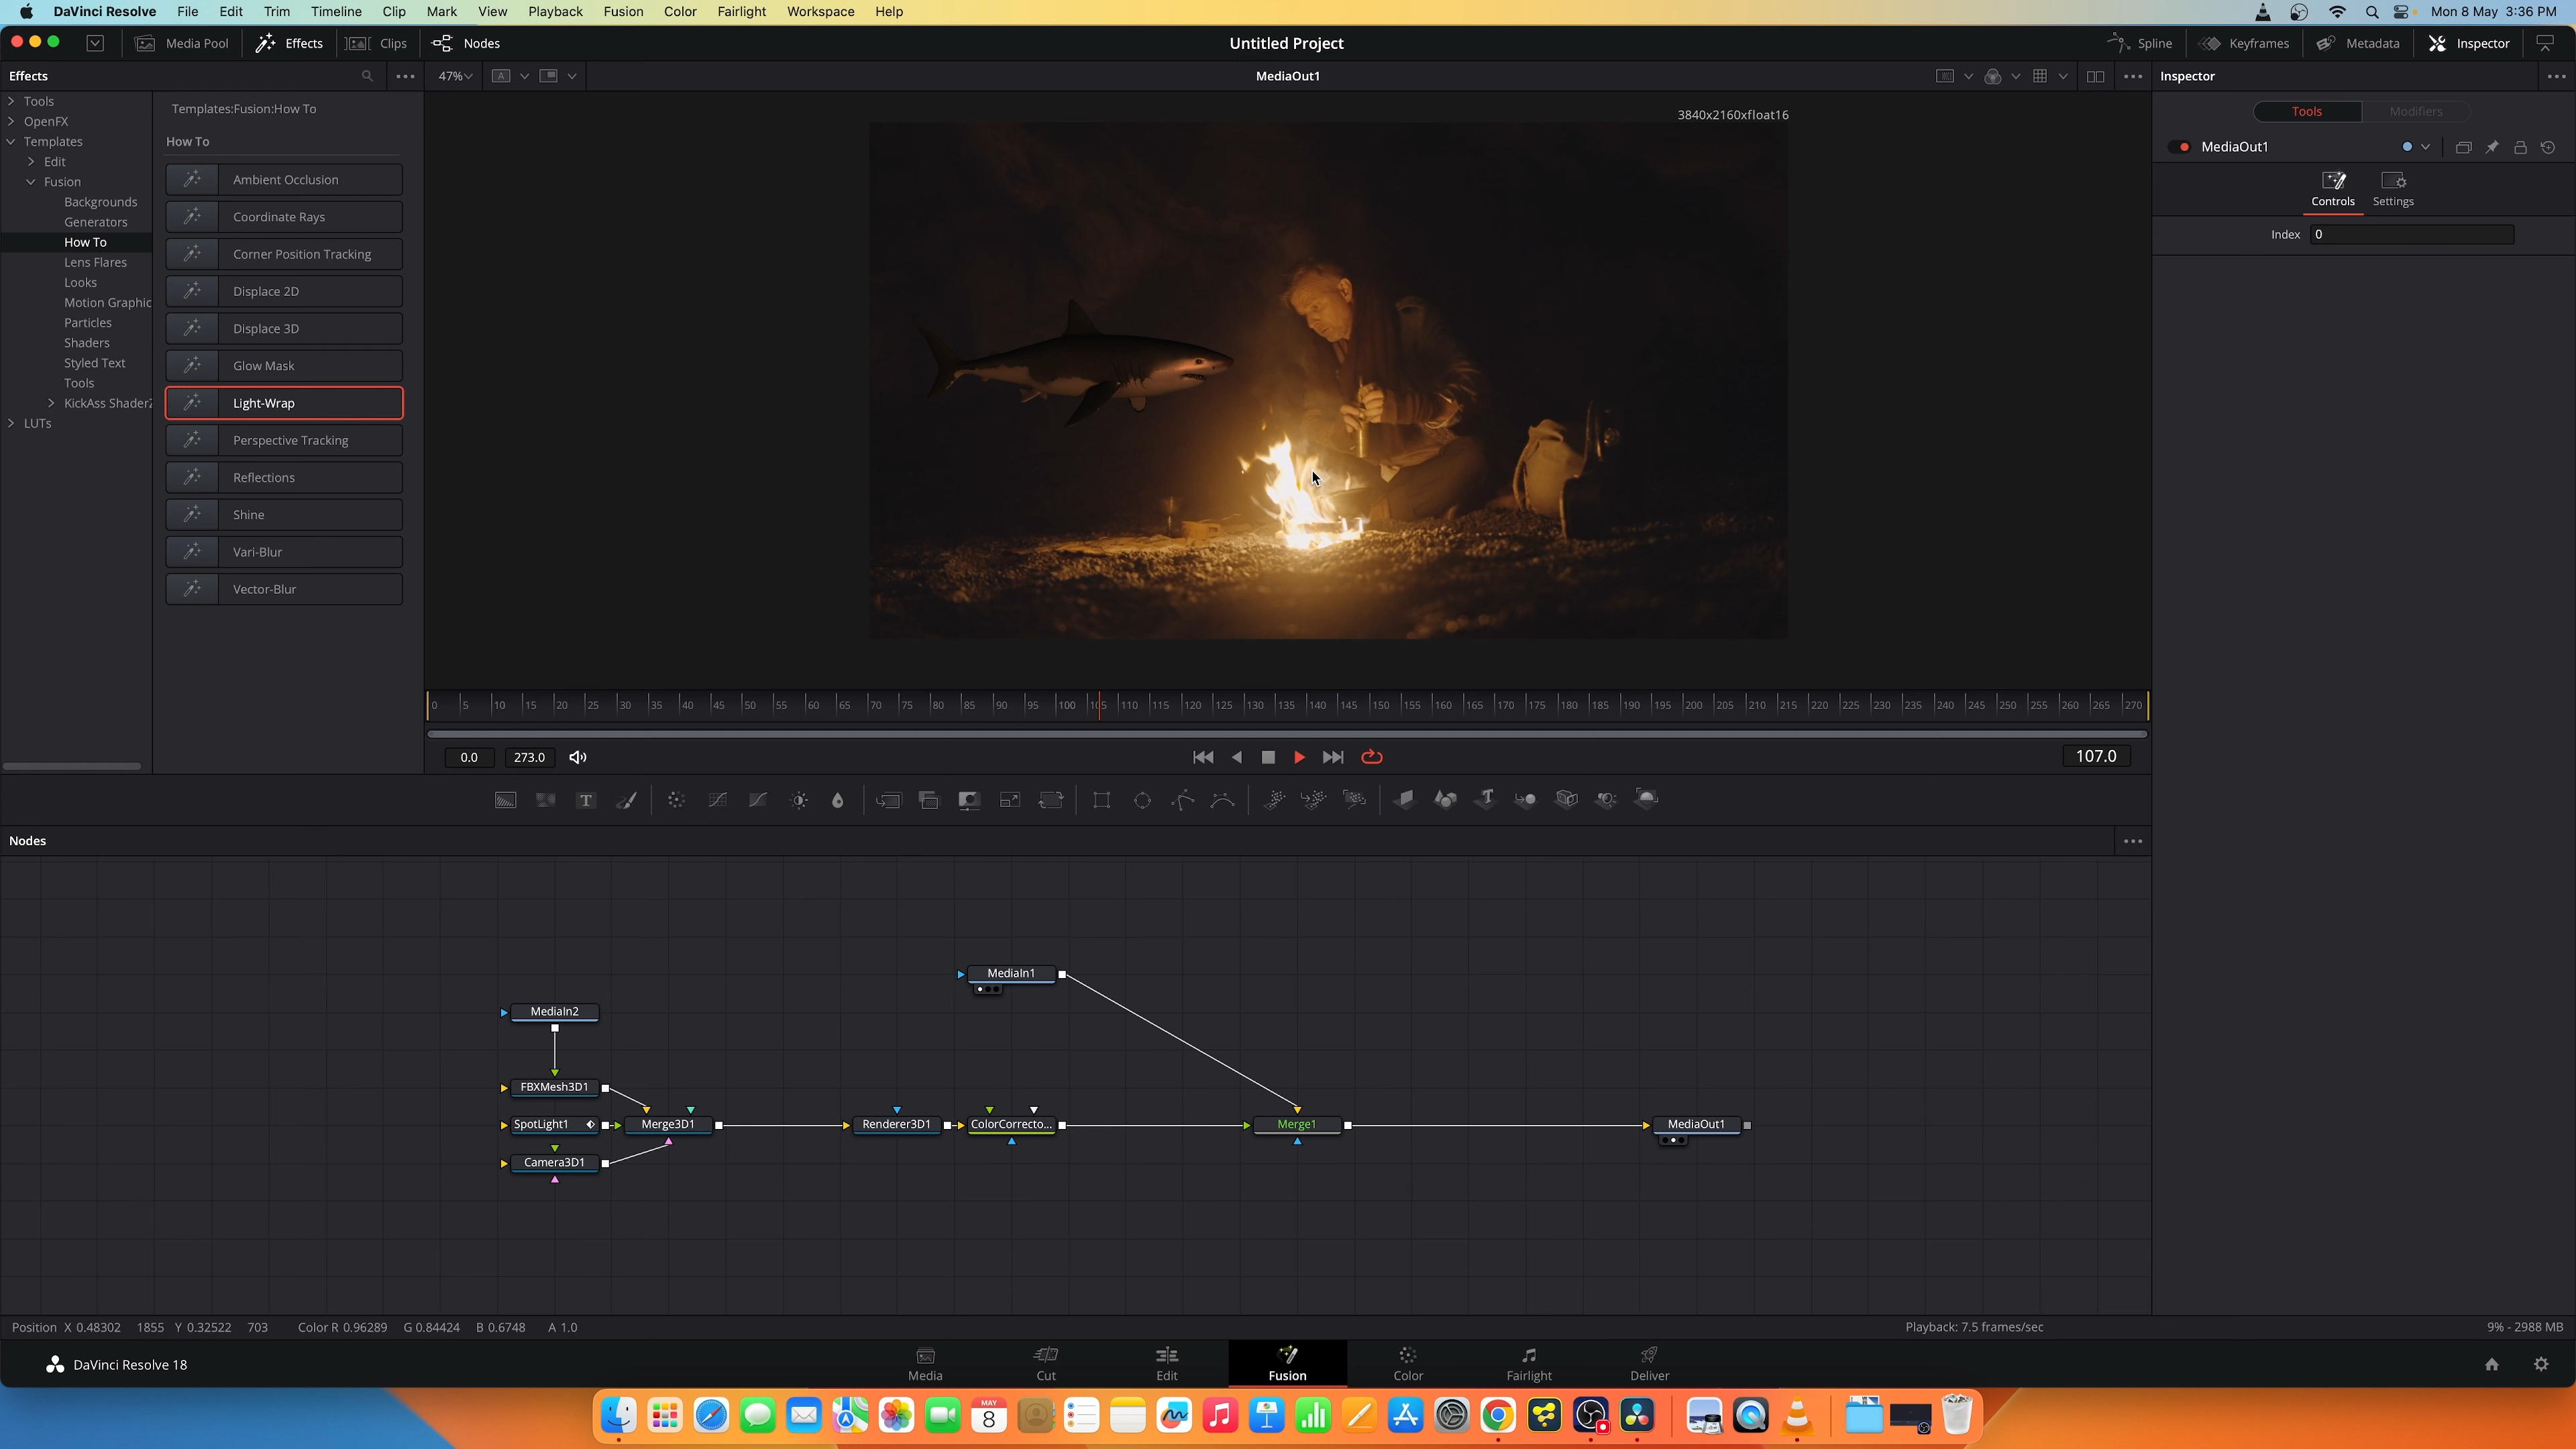 DaVinci Resolve File Edit Trim Timeline Clip Mark View Playback Fusion Color Fairlight Workspace Help Mon 8 May 3:36 PM
Media Pool Effects Clips Nodes Untitled Project Spline Keyframes Metadata Inspector
Effects 47% A MediaOut1 Inspector
Templates:Fusion:How To
Tools
OpenFX
Templates
Edit
Fusion
Backgrounds
Generators
How To
Lens Flares
Looks
Motion Graphic
Particles
Shaders
Styled Text
Tools
KickAss ShaderZ
LUTs
How To
Ambient Occlusion
Coordinate Rays
Corner Position Tracking
Displace 2D
Displace 3D
Glow Mask
Light-Wrap
Perspective Tracking
Reflections
Shine
Vari-Blur
Vector-Blur
3840x2160xfloat16
Tools Modifiers
MediaOut1
Controls Settings
Index 0
0 5 10 15 20 25 30 35 40 45 50 55 60 65 70 75 80 85 90 95 100 105 110 115 120 125 130 135 140 145 150 155 160 165 170 175 180 185 190 195 200 205 210 215 220 225 230 235 240 245 250 255 260 265 270
0.0 273.0 107.0
T T
Nodes
MediaIn1
MediaIn2
FBXMesh3D1
SpotLight1 Merge3D1 Renderer3D1 ColorCorrecto... Merge1 MediaOut1
Camera3D1
Position X 0.48302 1855 Y 0.32522 703 Color R 0.96289 G 0.84424 B 0.6748 A 1.0 Playback: 7.5 frames/sec 9% - 2988 MB
DaVinci Resolve 18 Media Cut Edit Fusion Color Fairlight Deliver
MAY
8